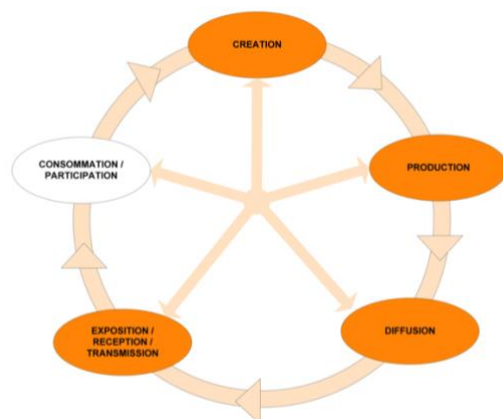 CREATION
PRODUCTION
DIFFUSION
EXPOSITION /
RECEPTION /
TRANSMISSION
CONSOMMATION /
PARTICIPATION